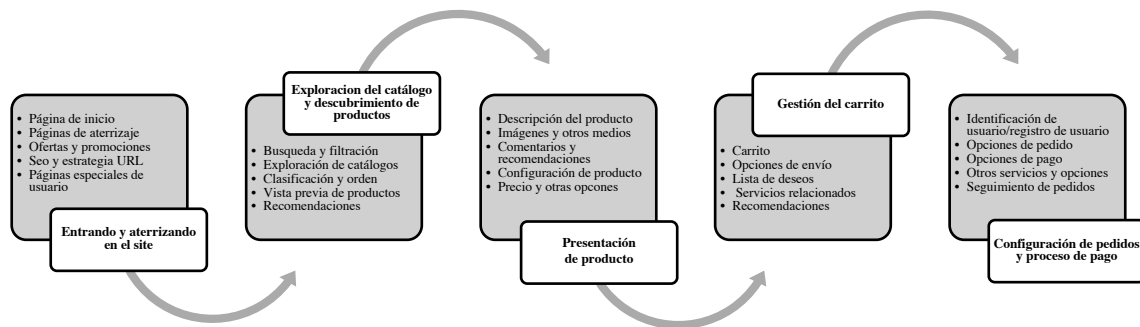 • Página de inicio
• Páginas de aterrizaje
• Ofertas y promociones
• Seo y estrategia URL
• Páginas especiales de
usuario
Entrando y aterrizando
en el site
Exploracion del catálogo
y descubrimiento de
productos
• Busqueda y filtración
• Exploración de catálogos
• Clasificación y orden
• Vista previa de productos
• Recomendaciones
• Descripción del producto
• Imágenes y otros medios
• Comentarios y
recomendaciones
• Configuración de producto
• Precio y otras opcones
Presentación
de producto
Gestión del carrito
• Carrito
• Opciones de envío
• Lista de deseos
• Servicios relacionados
• Recomendaciones
• Identificación de
usuario/registro de usuario
• Opciones de pedido
• Opciones de pago
• Otros servicios y opciones
• Seguimiento de pedidos
Configuración de pedidos
y proceso de pago